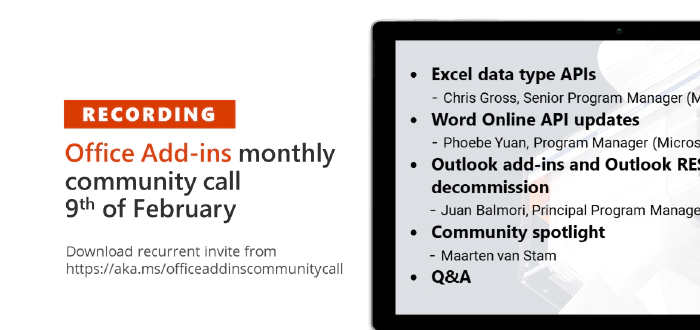 RECORDING
Office Add-ins monthly
community call
9th of February
Download recurrent invite from
https://aka.ms/officeaddinscommunitycall
• Excel data type APIs
- Chris Gross, Senior Program Manager (M
• Word Online API updates
- Phoebe Yuan, Program Manager (Micros
• Outlook add-ins and Outlook RES
decommission
- Juan Balmori, Principal Program Manage
• Community spotlight
- Maarten van Stam
• Q&A